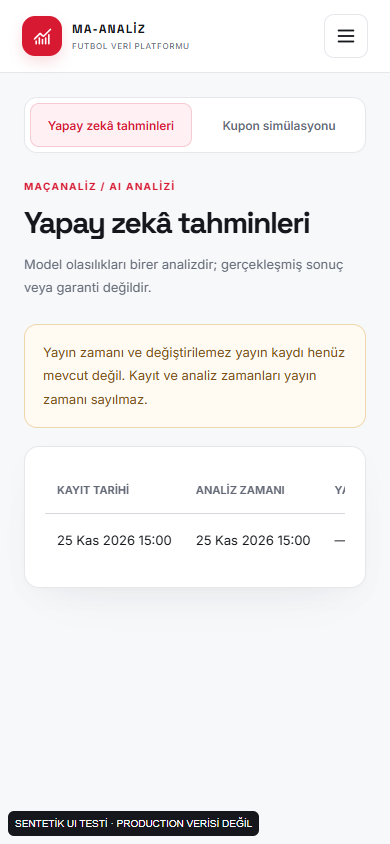 MA-ANALİZ
FUTBOL VERİ PLATFORMU
Yapay zekâ tahminleri
Kupon simülasyonu
MAÇANALİZ / AI ANALİZİ
Yapay zekâ tahminleri
Model olasılıkları birer analizdir; gerçekleşmiş sonuç
veya garanti değildir.
Yayın zamanı ve değiştirilemez yayın kaydı henüz
mevcut değil. Kayıt ve analiz zamanları yayın
zamanı sayılmaz.
KAYIT TARİHİ ANALİZ ZAMANI
25 Kas 2026 15:00 25 Kas 2026 15:00 —
SENTETİK UI TESTİ · PRODUCTION VERİSİ DEĞİL